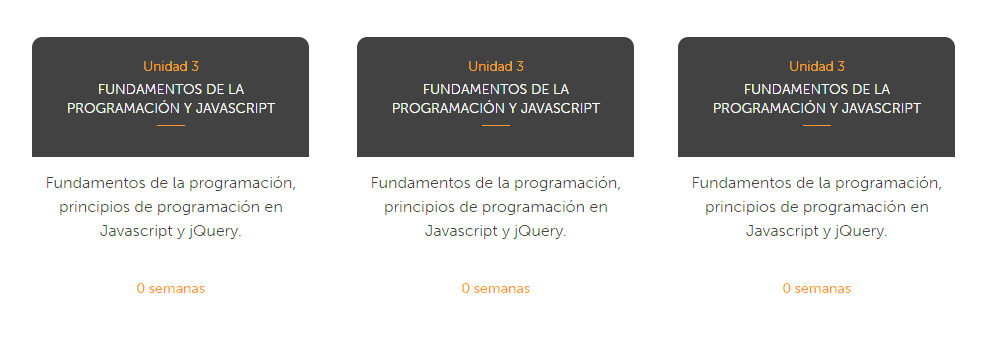 Unidad 3
FUNDAMENTOS DE LA
PROGRAMACIÓN Y JAVASCRIPT
Fundamentos de la programación,
principios de programación en
Javascript y jQuery.
0 semanas
Unidad 3
FUNDAMENTOS DE LA
PROGRAMACIÓN Y JAVASCRIPT
Fundamentos de la programación,
principios de programación en
Javascript y jQuery.
0 semanas
Unidad 3
FUNDAMENTOS DE LA
PROGRAMACIÓN Y JAVASCRIPT
Fundamentos de la programación,
principios de programación en
Javascript y jQuery.
0 semanas